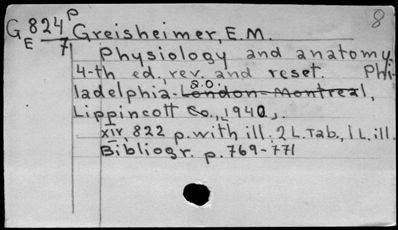 8
G 824 P Greisheimer, E.M.
E 7
Physiology and anatomy.
4-th ed., rev. and reset. Phi-
ladelphia-London-Montreal,
s.o.
Lippincott Co., 1940.
XIV, 822 p. with ill., 2 L. Tab., 1 L. ill.
Bibliogr. p. 769-771